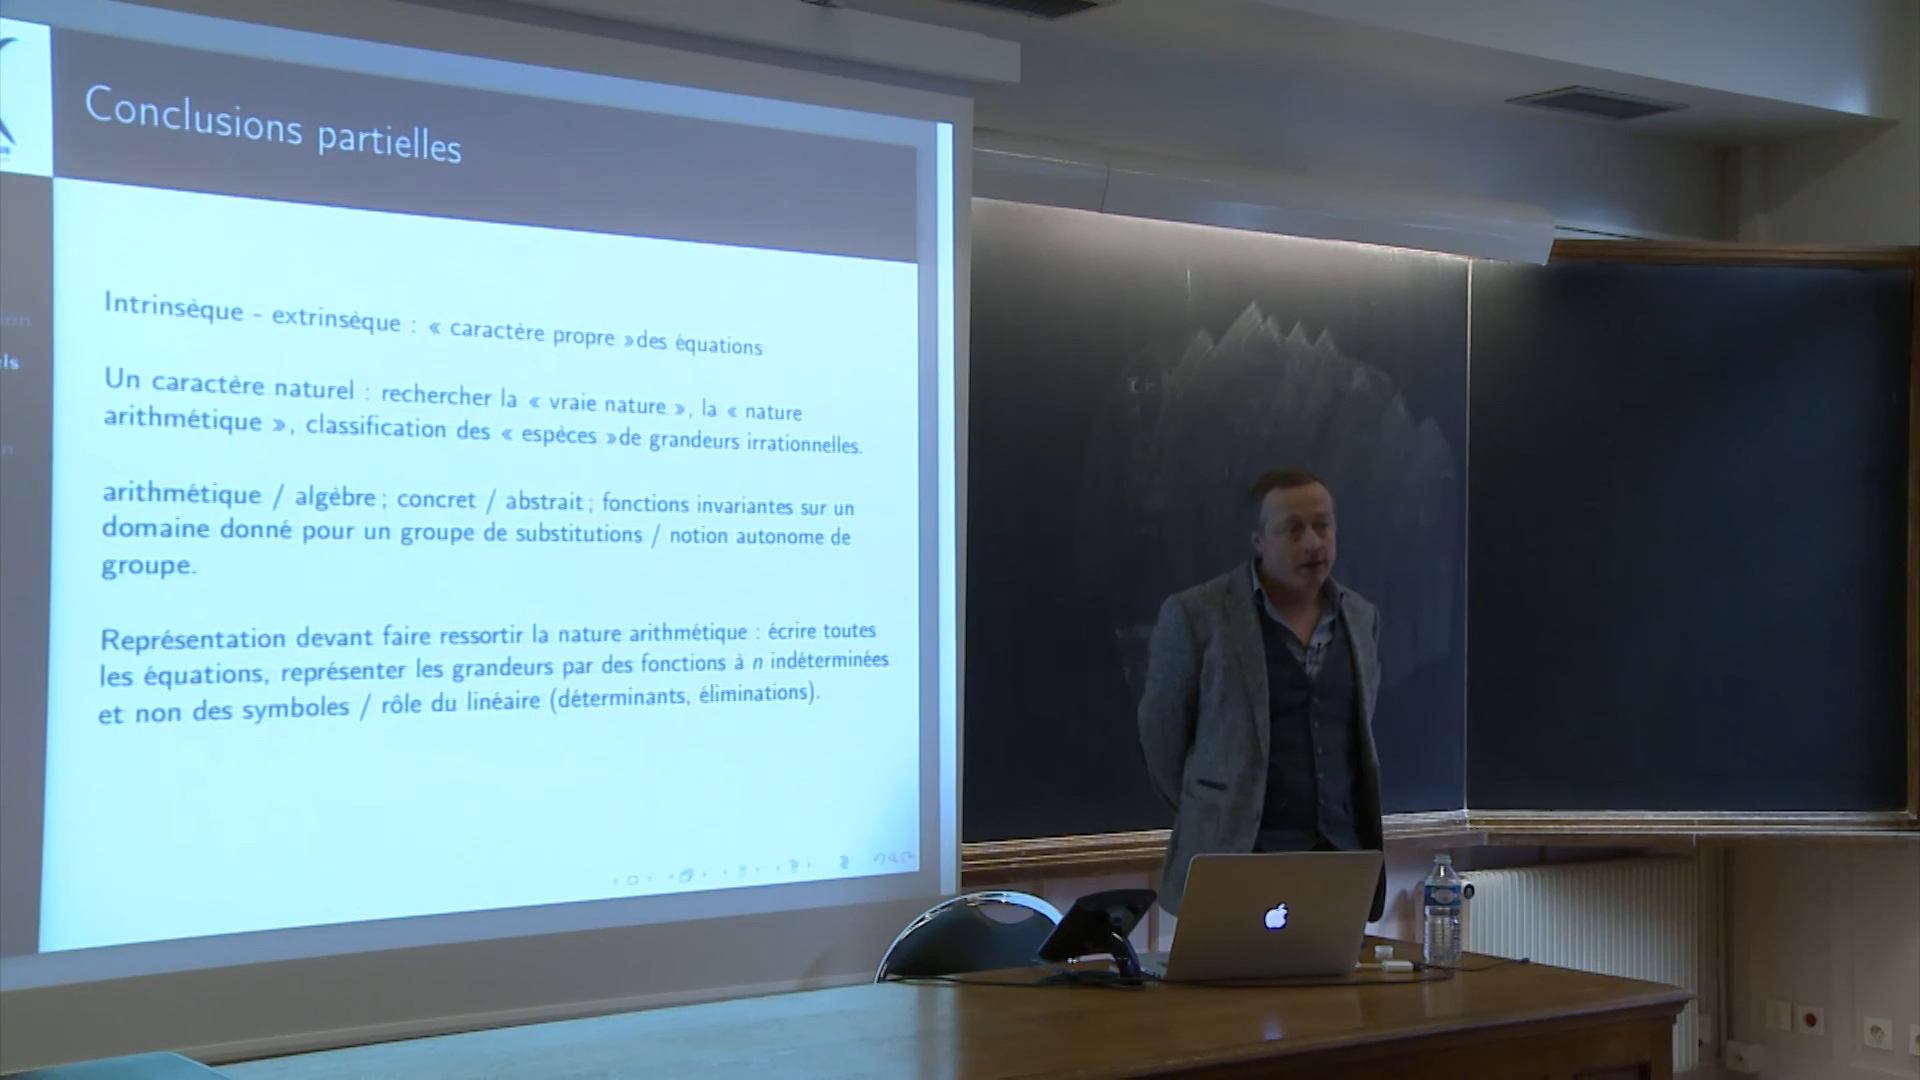 Conclusions partielles
Intrinsèque - extrinsèque : « caractère propre »des équations
Un caractère naturel : rechercher la « vraie nature », la « nature
arithmétique », classification des « espèces »de grandeurs irrationnelles.
arithmétique / algèbre ; concret / abstrait ; fonctions invariantes sur un
domaine donné pour un groupe de substitutions / notion autonome de
groupe.
Représentation devant faire ressortir la nature arithmétique : écrire toutes
les équations, représenter les grandeurs par des fonctions à n indéterminées
et non des symboles / rôle du linéaire (déterminants, éliminations).